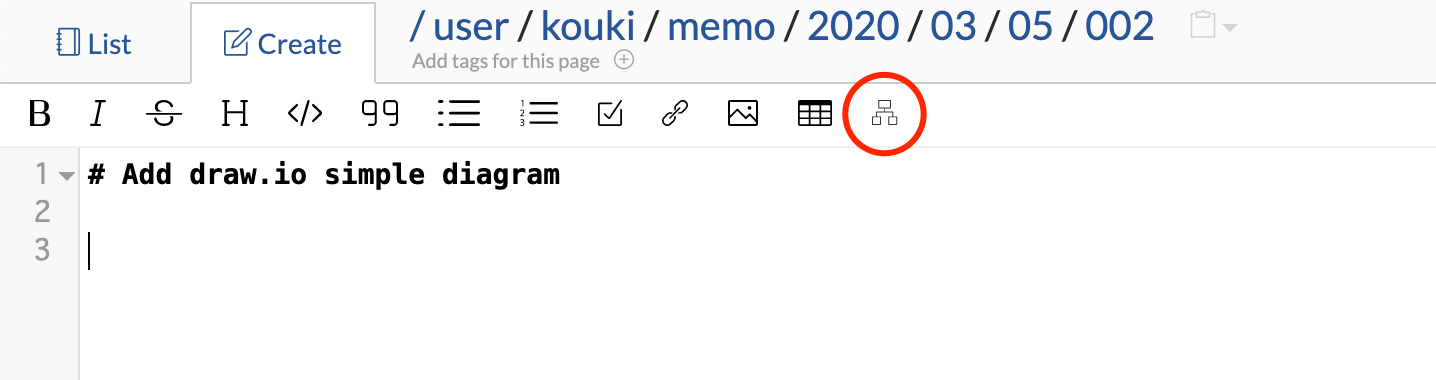 List
Create
/ user / kouki / memo / 2020 / 03 / 05 / 002
Add tags for this page
B I S H </> 99
1 # Add draw.io simple diagram
2
3